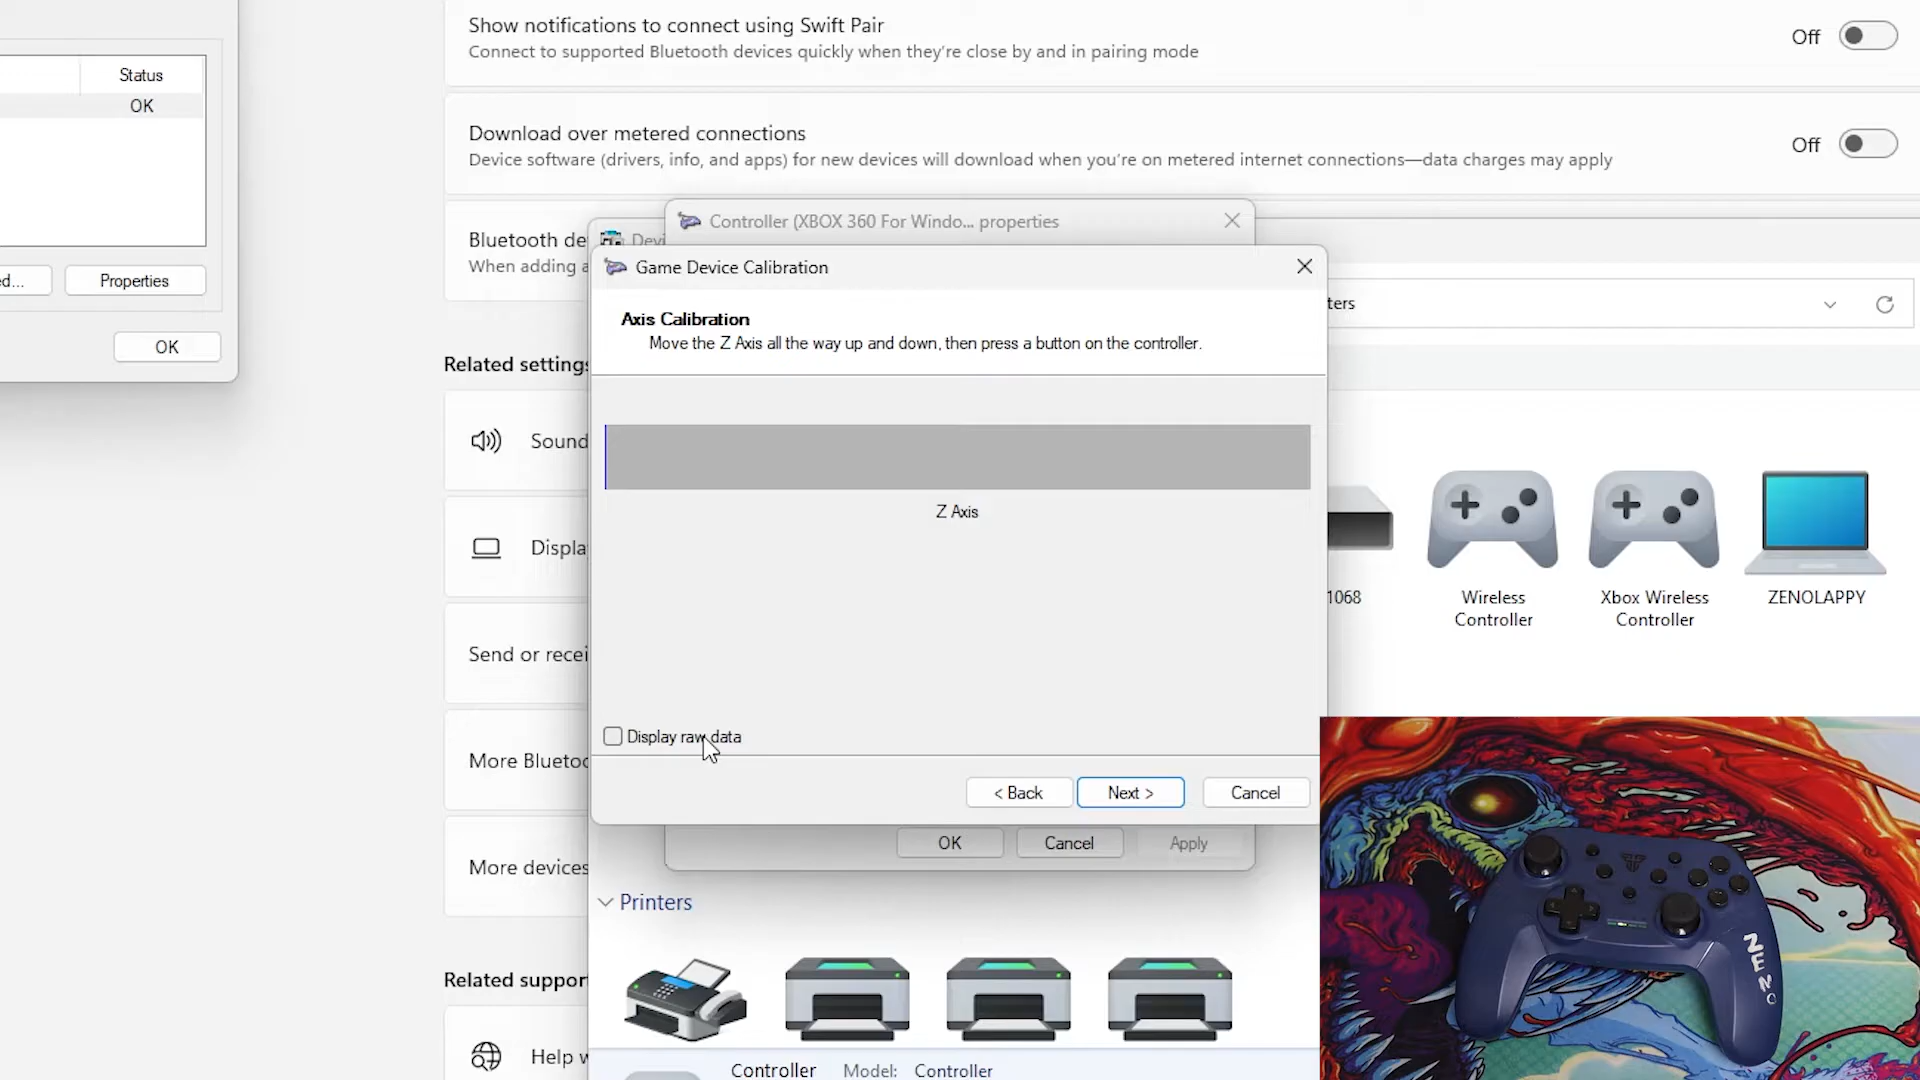 Status
OK
ed...
Properties
OK
Show notifications to connect using Swift Pair
Off
Connect to supported Bluetooth devices quickly when they're close by and in pairing mode
Download over metered connections
Off
Device software (drivers, info, and apps) for new devices will download when you're on metered internet connections—data charges may apply
Bluetooth de
When adding a
Devi
Controller (XBOX 360 For Windo... properties
Game Device Calibration
Axis Calibration
Move the Z Axis all the way up and down, then press a button on the controller.
Z Axis
Display raw data
< Back
Next >
Cancel
OK
Cancel
Apply
ters
Related settings
Sound
Displa
Send or recei
More Bluetoo
More devices
Related suppor
Help w
1068
Wireless
Controller
Xbox Wireless
Controller
ZENOLAPPY
Printers
Controller
Model:
Controller
ZENO